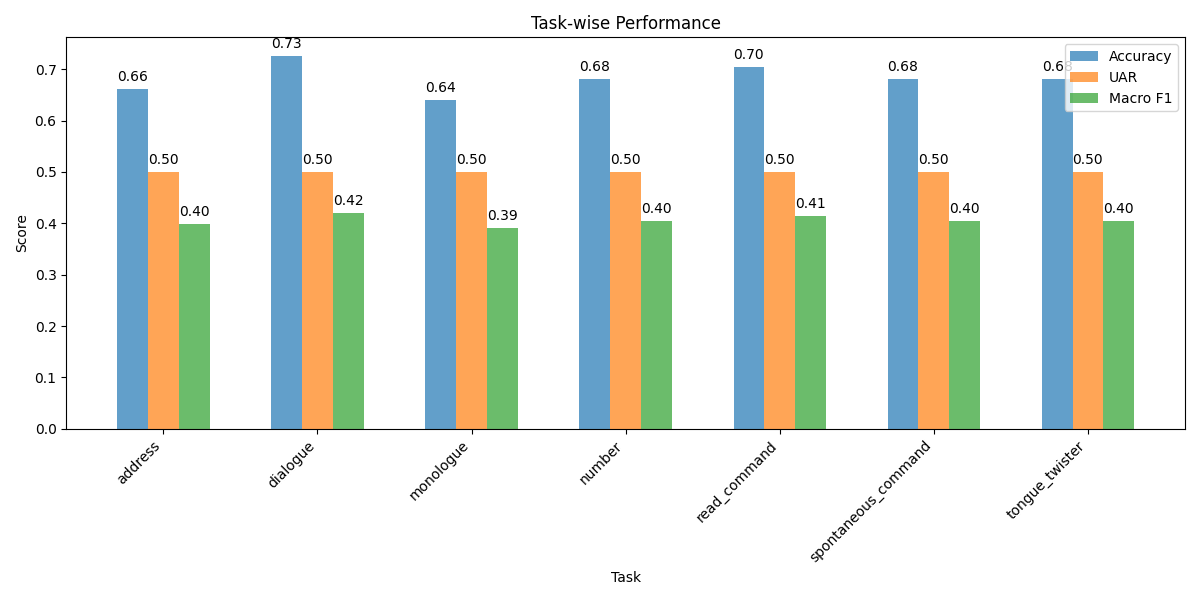 Task-wise Performance
Accuracy
UAR
Macro F1
Score
0.7
0.6
0.5
0.4
0.3
0.2
0.1
0.0
0.66 0.50 0.40
0.73 0.50 0.42
0.64 0.50 0.39
0.68 0.50 0.40
0.70 0.50 0.41
0.68 0.50 0.40
0.68 0.50 0.40
address
dialogue
monologue
number
read_command
spontaneous_command
tongue_twister
Task